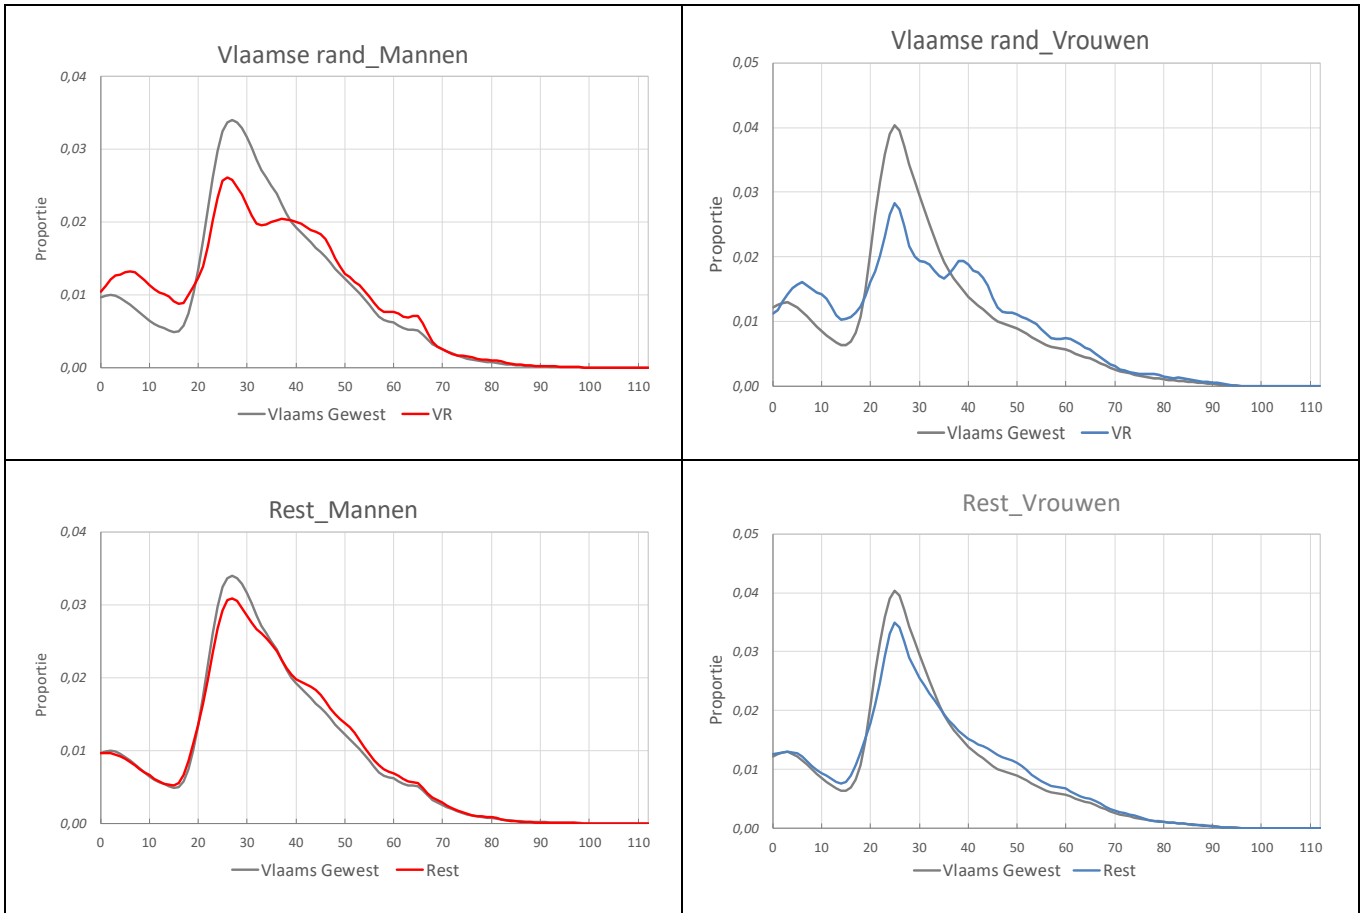 Vlaamse rand_Mannen
Proportie
0,04
0,03
0,02
0,01
0,00
0 10 20 30 40 50 60 70 80 90 100 110
Vlaams Gewest VR
Vlaamse rand_Vrouwen
Proportie
0,05
0,04
0,03
0,02
0,01
0,00
0 10 20 30 40 50 60 70 80 90 100 110
Vlaams Gewest VR
Rest_Mannen
Proportie
0,04
0,03
0,02
0,01
0,00
0 10 20 30 40 50 60 70 80 90 100 110
Vlaams Gewest Rest
Rest_Vrouwen
Proportie
0,05
0,04
0,03
0,02
0,01
0,00
0 10 20 30 40 50 60 70 80 90 100 110
Vlaams Gewest Rest